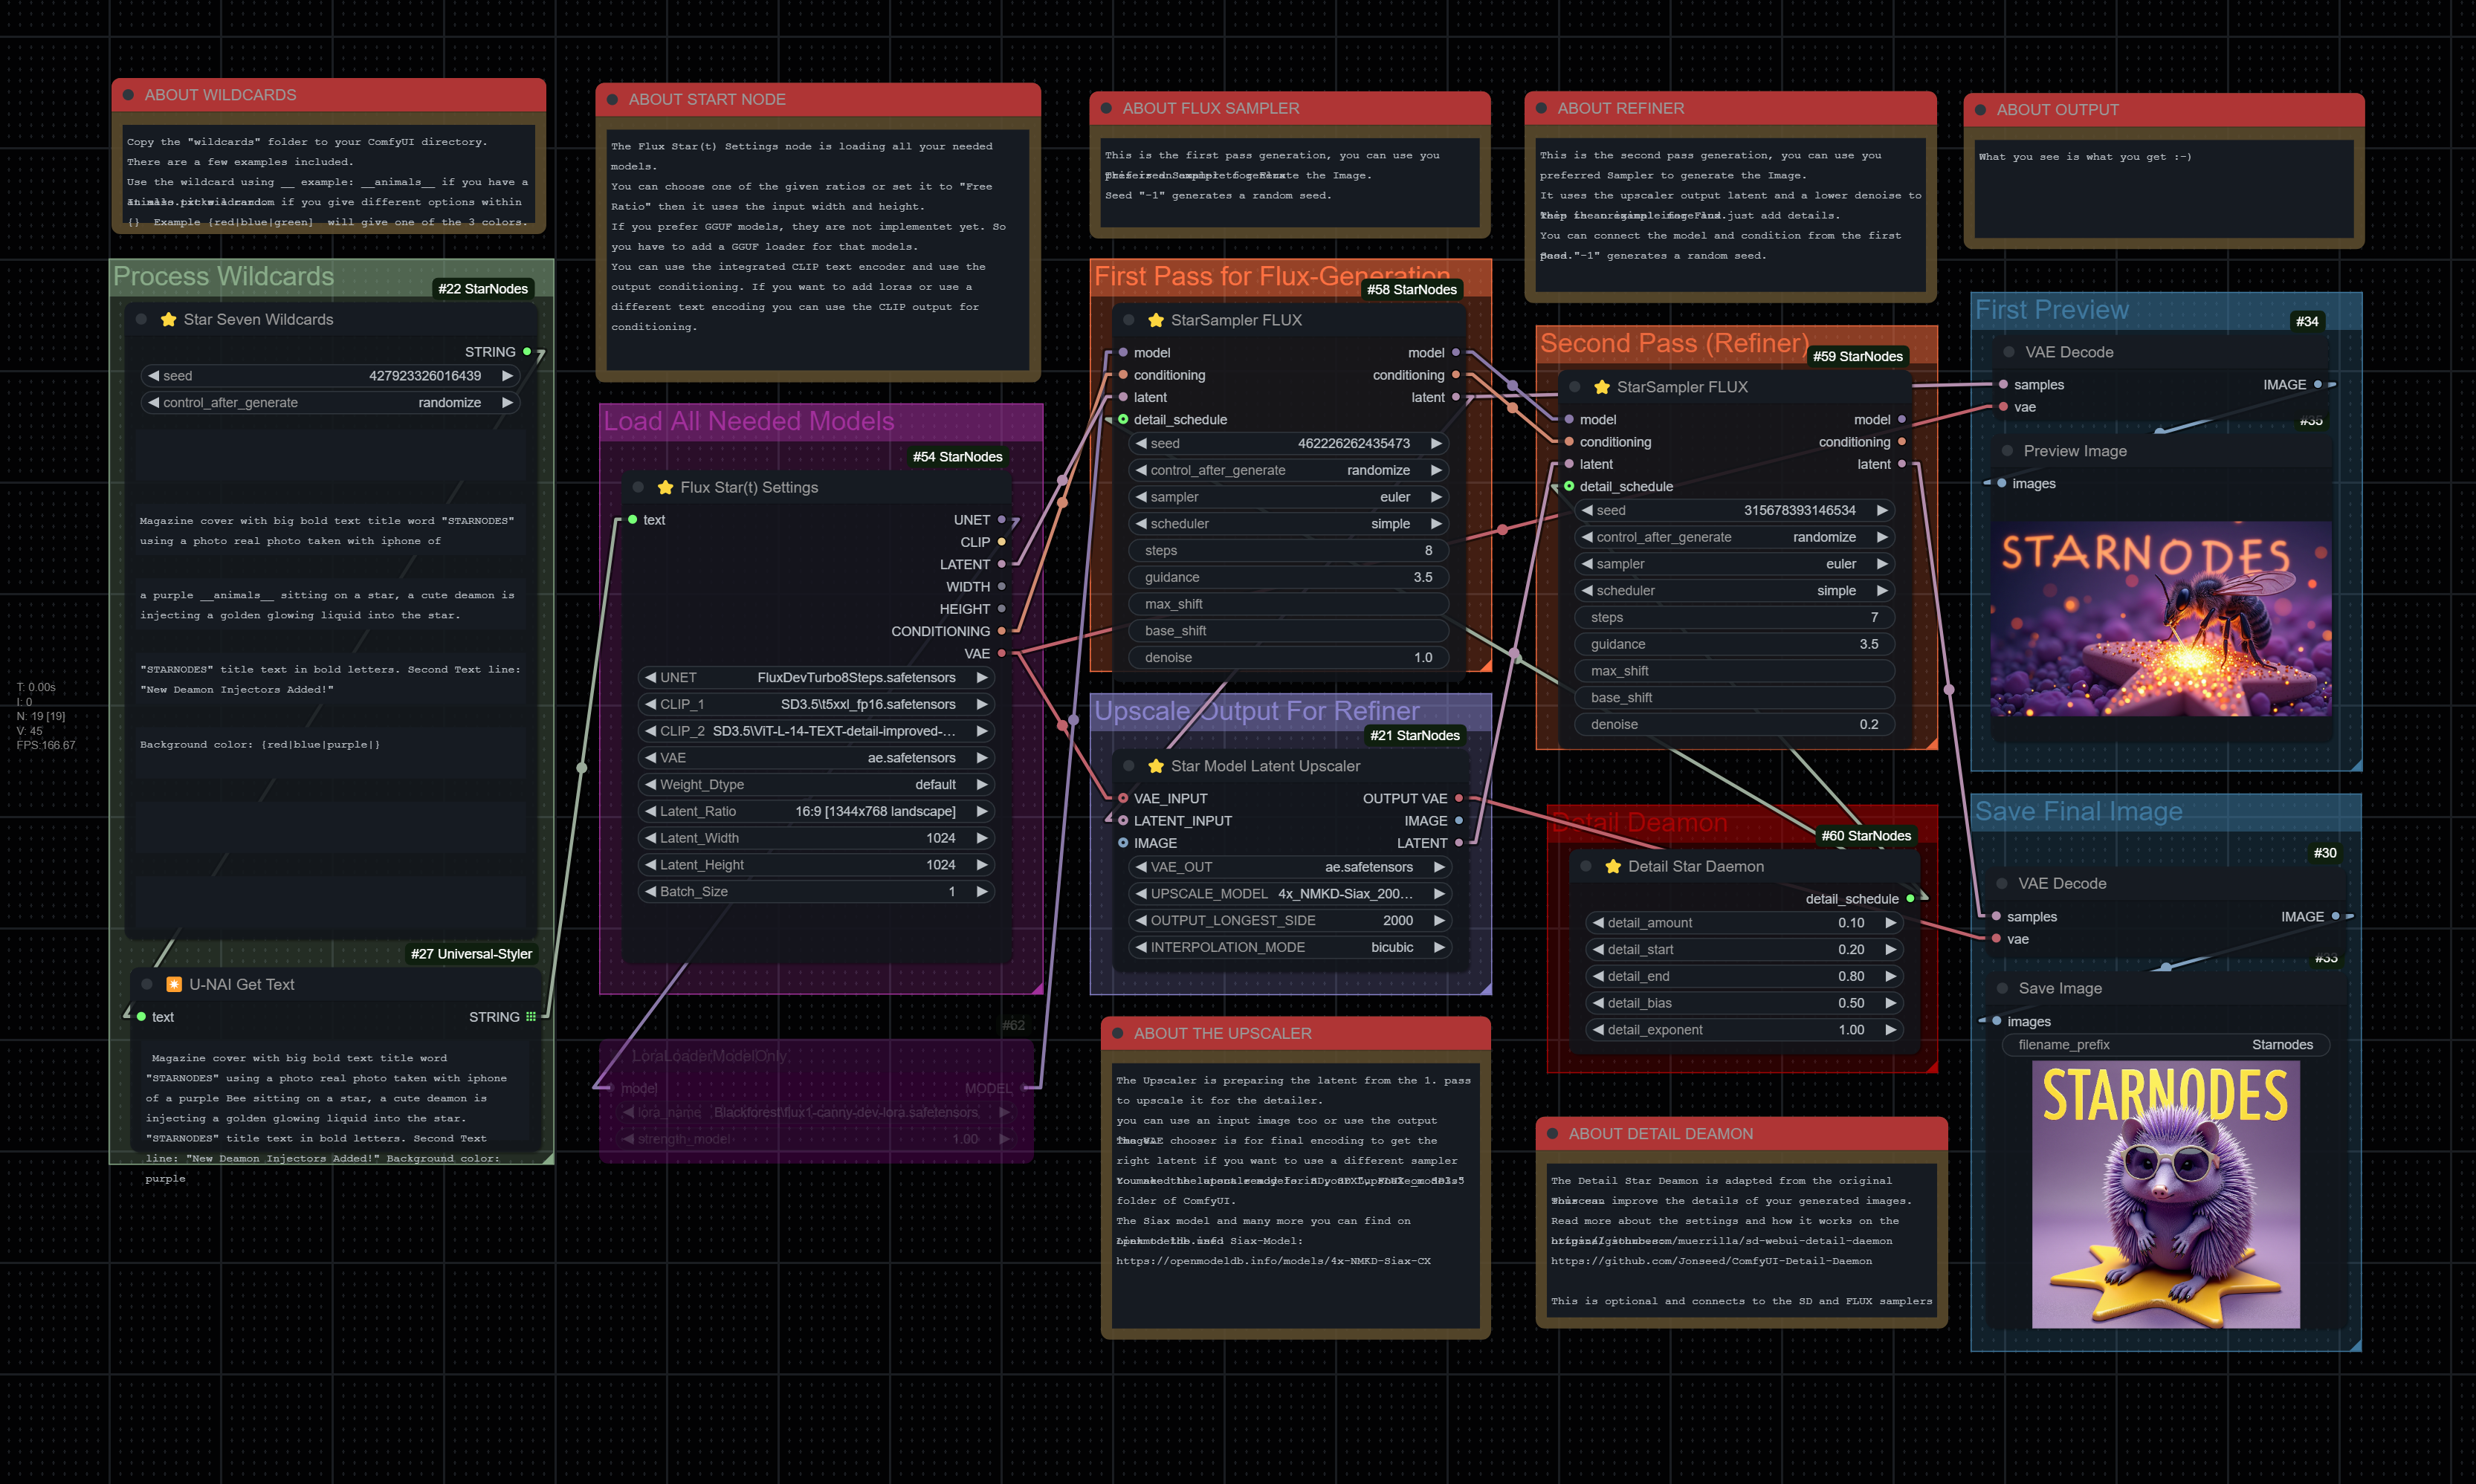 ABOUT WILDCARDS
Copy the "wildcards" folder to your ComfyUI directory.
There are a few examples included.
Use the wildcard using __ example: __animals__ if you have a
random if you give different options within
{} Example {red|blue|green} will give one of the 3 colors.
Process Wildcards
#22 StarNodes
Star Seven Wildcards
STRING
seed 427923326016439
control_after_generate randomize
Magazine cover with big bold text title word "STARNODES"
using a photo real photo taken with iphone of
a purple __animals__ sitting on a star, a cute deamon is
injecting a golden glowing liquid into the star.
"STARNODES" title text in bold letters. Second Text line:
"New Deamon Injectors Added!"
Background color: {red|blue|purple|}
#27 Universal-Styler
U-NAI Get Text
text STRING
Magazine cover with big bold text title word
"STARNODES" using a photo real photo taken with iphone
of a purple Bee sitting on a star, a cute deamon is
injecting a golden glowing liquid into the star.
"STARNODES" title text in bold letters. Second Text
line: "New Deamon Injectors Added!" Background color:
purple
T: 0.00s
I: 0
N: 19 [19]
V: 45
FPS:166.67
ABOUT START NODE
The Flux Star(t) Settings node is loading all your needed
models.
You can choose one of the given ratios or set it to "Free
Ratio" then it uses the input width and height.
If you prefer GGUF models, they are not implementet yet. So
you have to add a GGUF loader for that models.
You can use the integrated CLIP text encoder and use the
output conditioning. If you want to add loras or use a
different text encoding you can use the CLIP output for
conditioning.
Load All Needed Models
#54 StarNodes
Flux Star(t) Settings
text UNET
CLIP
LATENT
WIDTH
HEIGHT
CONDITIONING
VAE
UNET FluxDevTurbo8Steps.safetensors
CLIP_1 SD3.5\t5xxl_fp16.safetensors
CLIP_2 SD3.5\ViT-L-14-TEXT-detail-improved-…
VAE ae.safetensors
Weight_Dtype default
Latent_Ratio 16:9 [1344x768 landscape]
Latent_Width 1024
Latent_Height 1024
Batch_Size 1
#62
LoraLoaderModelOnly
model MODEL
lora_name Blackforest\flux1-canny-dev-lora.safetensors
strength_model 1.00
ABOUT FLUX SAMPLER
This is the first pass generation, you can use you
to generate the Image.
Seed "-1" generates a random seed.
First Pass for Flux-Generation
#58 StarNodes
StarSampler FLUX
model model
conditioning conditioning
latent latent
detail_schedule
seed 462226262435473
control_after_generate randomize
sampler euler
scheduler simple
steps 8
guidance 3.5
max_shift
base_shift
denoise 1.0
Upscale Output For Refiner
#21 StarNodes
Star Model Latent Upscaler
VAE_INPUT OUTPUT VAE
LATENT_INPUT IMAGE
IMAGE LATENT
VAE_OUT ae.safetensors
UPSCALE_MODEL 4x_NMKD-Siax_200…
OUTPUT_LONGEST_SIDE 2000
INTERPOLATION_MODE bicubic
ABOUT THE UPSCALER
The Upscaler is preparing the latent from the 1. pass
to upscale it for the detailer.
you can use an input image too or use the output
VAE chooser is for final encoding to get the
right latent if you want to use a different sampler
folder of ComfyUI.
The Siax model and many more you can find on
Siax-Model:
https://openmodeldb.info/models/4x-NMKD-Siax-CX
ABOUT REFINER
This is the second pass generation, you can use you
preferred Sampler to generate the Image.
It uses the upscaler output latent and a lower denoise to
just add details.
You can connect the model and condition from the first
"-1" generates a random seed.
Second Pass (Refiner)
#59 StarNodes
StarSampler FLUX
model model
conditioning conditioning
latent latent
detail_schedule
seed 315678393146534
control_after_generate randomize
sampler euler
scheduler simple
steps 7
guidance 3.5
max_shift
base_shift
denoise 0.2
Detail Deamon
#60 StarNodes
Detail Star Daemon
detail_schedule
detail_amount 0.10
detail_start 0.20
detail_end 0.80
detail_bias 0.50
detail_exponent 1.00
ABOUT DETAIL DEAMON
The Detail Star Deamon is adapted from the original
improve the details of your generated images.
Read more about the settings and how it works on the
/muerrilla/sd-webui-detail-daemon
https://github.com/Jonseed/ComfyUI-Detail-Daemon
This is optional and connects to the SD and FLUX samplers
ABOUT OUTPUT
What you see is what you get :-)
First Preview
#34
VAE Decode
samples IMAGE
vae
#35
Preview Image
images
STARNODES
Save Final Image
#30
VAE Decode
samples IMAGE
vae
#33
Save Image
images
filename_prefix Starnodes
STARNODES